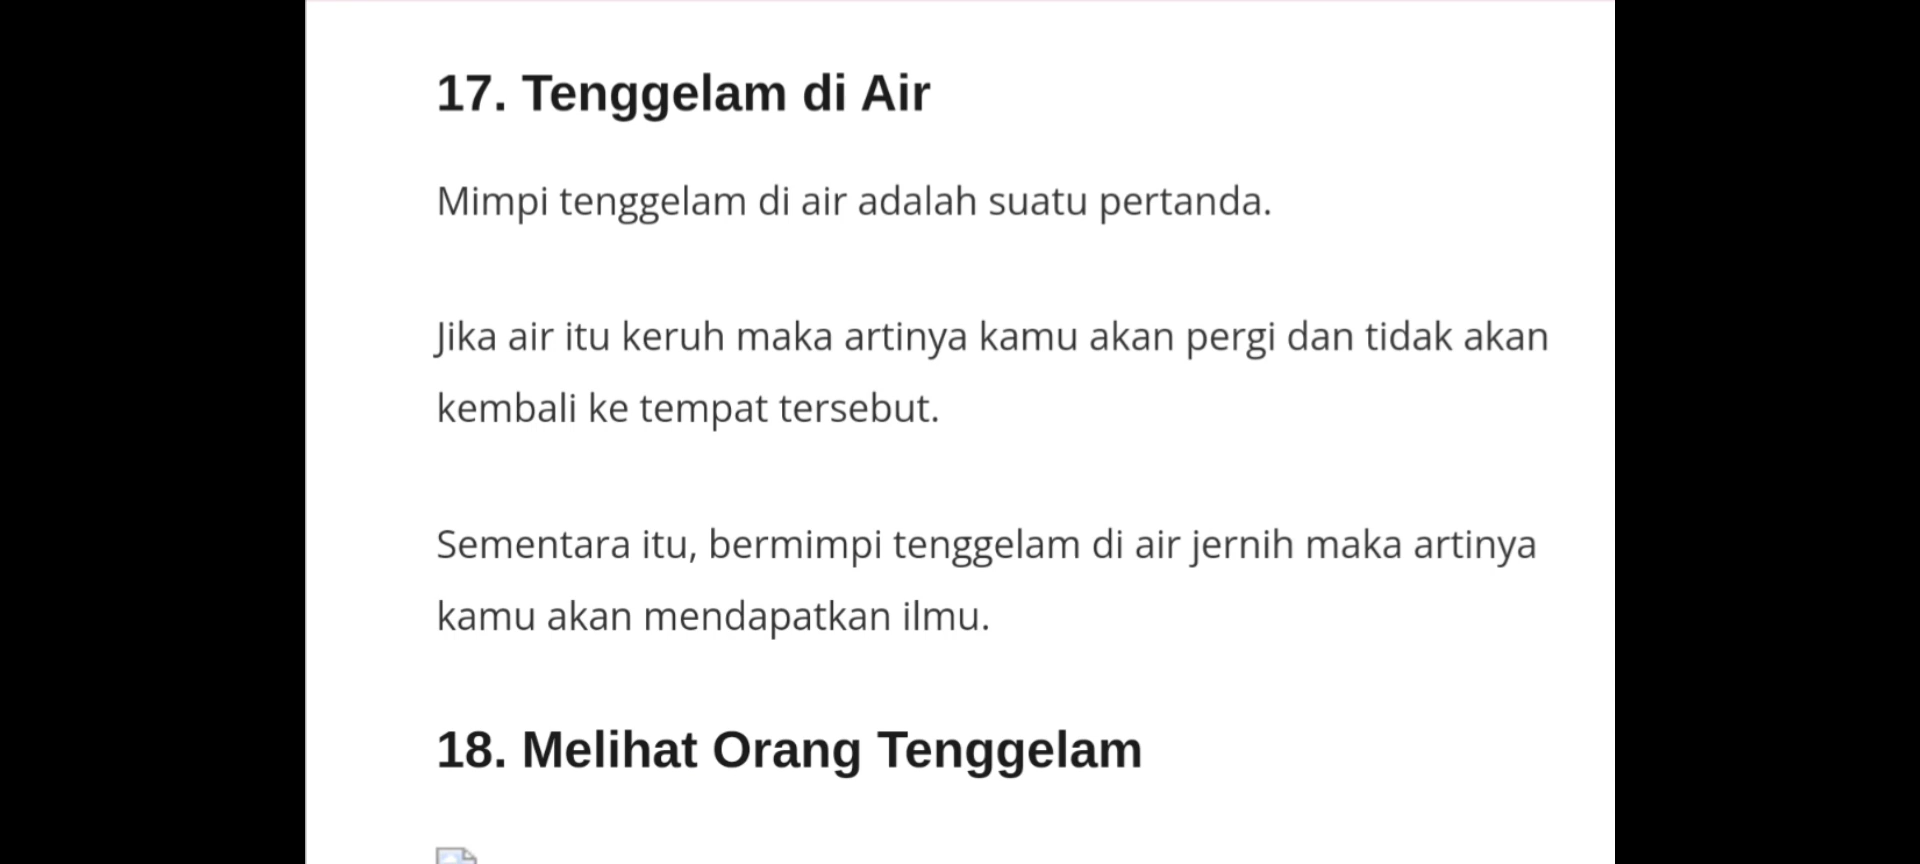 17. Tenggelam di Air
Mimpi tenggelam di air adalah suatu pertanda.
Jika air itu keruh maka artinya kamu akan pergi dan tidak akan
kembali ke tempat tersebut.
Sementara itu, bermimpi tenggelam di air jernih maka artinya
kamu akan mendapatkan ilmu.
18. Melihat Orang Tenggelam